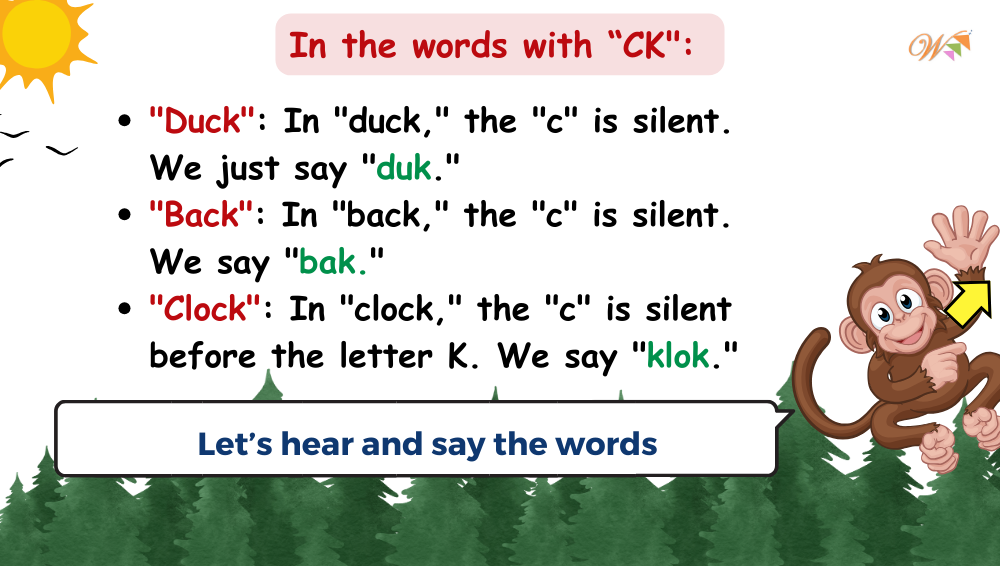 In the words with “CK":
W
• "Duck": In "duck," the "c" is silent.
We just say "duk."
• "Back": In "back," the "c" is silent.
We say "bak."
• "Clock": In "clock," the "c" is silent
before the letter K. We say "klok."
Let’s hear and say the words